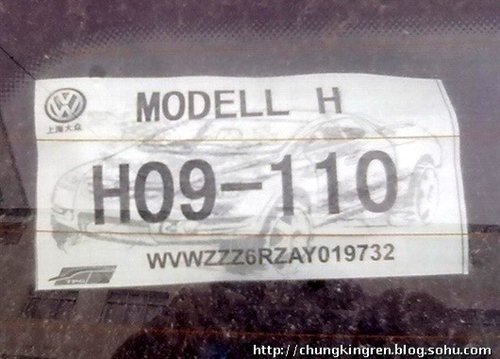 MODELL H
上海大众
H09-110
WVWZZZ6RZAY019732
http://chungkingren.blog.sohu.com